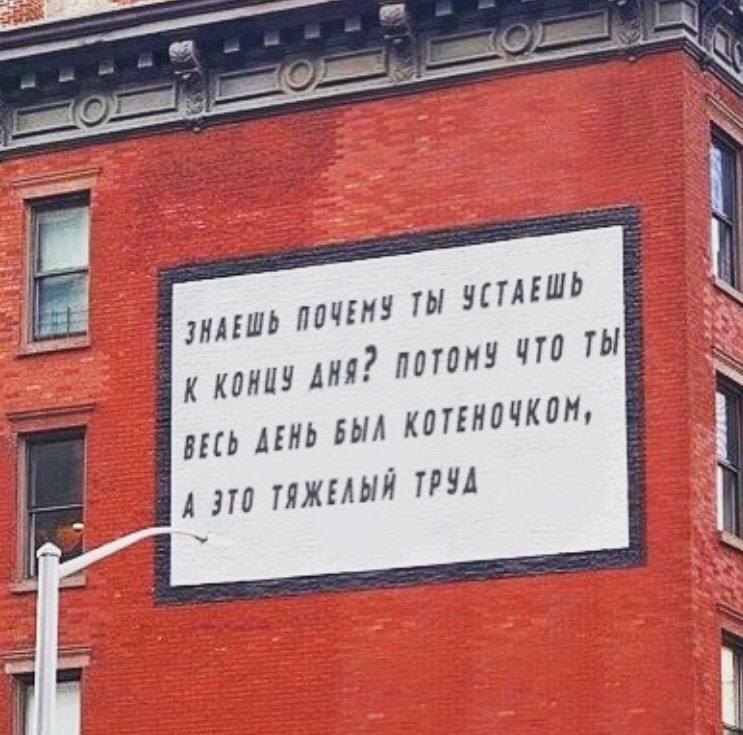 ЗНАЕШЬ ПОЧЕМУ ТЫ УСТАЕШЬ
К КОНЦУ ДНЯ? ПОТОМУ ЧТО ТЫ
ВЕСЬ ДЕНЬ БЫЛ КОТЕНОЧКОМ,
А ЭТО ТЯЖЕЛЫЙ ТРУД